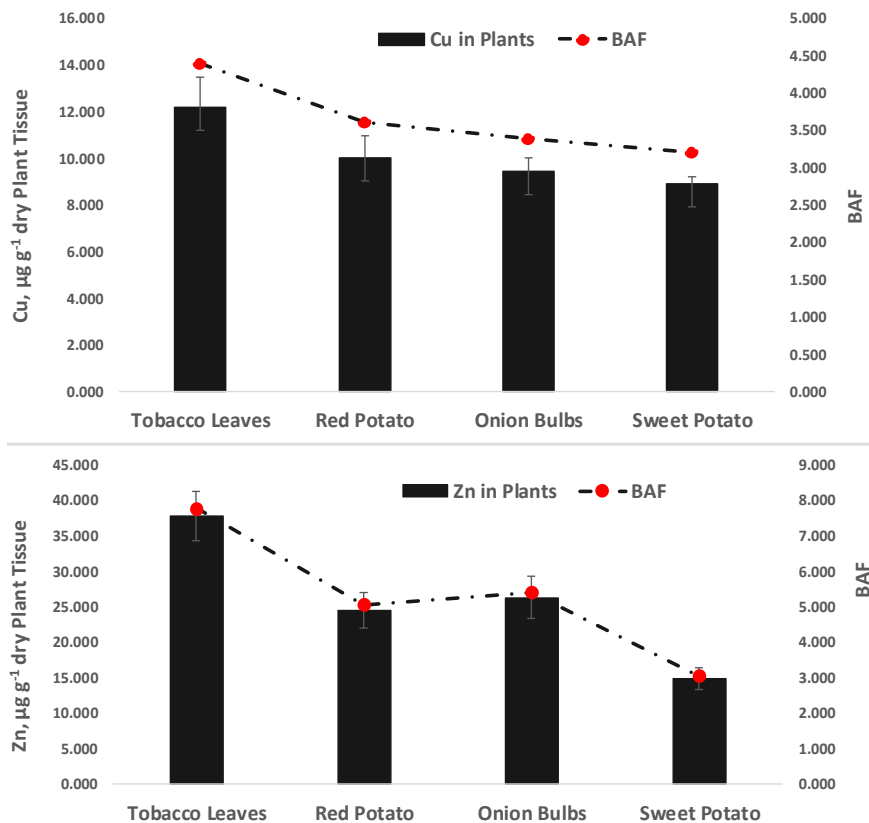 16.000
14.000
12.000
10.000
8.000
6.000
4.000
2.000
0.000
Cu, µg g⁻¹ dry Plant Tissue
Cu in Plants
BAF
5.000
4.500
4.000
3.500
3.000
2.500
2.000
1.500
1.000
0.500
0.000
BAF
Tobacco Leaves
Red Potato
Onion Bulbs
Sweet Potato
45.000
40.000
35.000
30.000
25.000
20.000
15.000
10.000
5.000
0.000
Zn, µg g⁻¹ dry Plant Tissue
Zn in Plants
BAF
9.000
8.000
7.000
6.000
5.000
4.000
3.000
2.000
1.000
0.000
BAF
Tobacco Leaves
Red Potato
Onion Bulbs
Sweet Potato